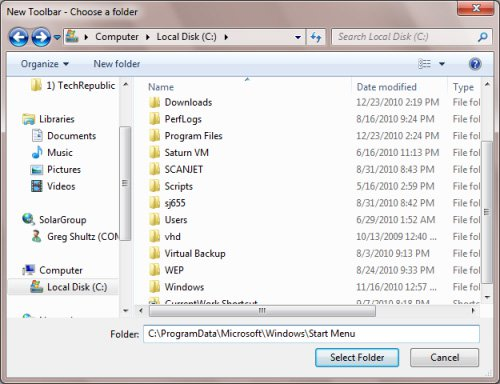 New Toolbar - Choose a folder
Computer Local Disk (C:) Search Local Disk (C:)
Organize New folder
1) TechRepublic
Libraries
Documents
Music
Pictures
Videos
SolarGroup
Greg Shultz (CON
Computer
Local Disk (C:)
Name Date modified Type
Downloads 12/23/2010 2:19 PM File fol
PerfLogs 8/16/2010 9:24 PM File fol
Program Files 12/23/2010 2:24 PM File fol
Saturn VM 6/16/2010 11:13 PM File fol
SCANJET 8/31/2010 8:43 PM File fol
Scripts 5/16/2010 2:59 PM File fol
sj655 8/31/2010 8:42 PM File fol
Users 6/29/2010 1:52 AM File fol
vhd 10/13/2009 12:40 ... File fol
Virtual Backup 8/3/2010 9:13 PM File fol
WEP 8/24/2010 9:33 PM File fol
Windows 11/16/2010 12:57 ... File fol
CurrentWork Shortcut 9/7/2010 8:18 PM Shortc
Folder: C:\ProgramData\Microsoft\Windows\Start Menu
Select Folder Cancel